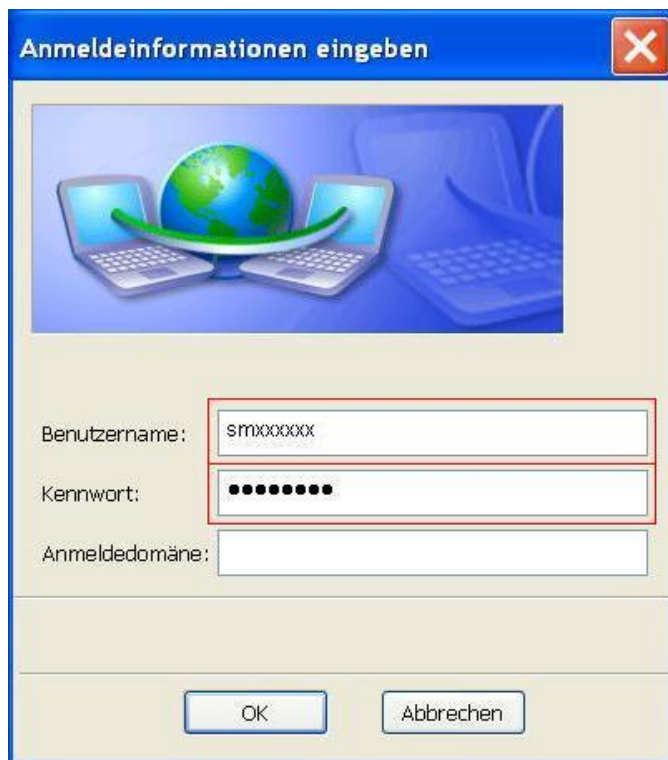 Anmeldeinformationen eingeben
Benutzername: smxxxxxx
Kennwort: ●●●●●●●●
Anmeldedomäne:
OK Abbrechen